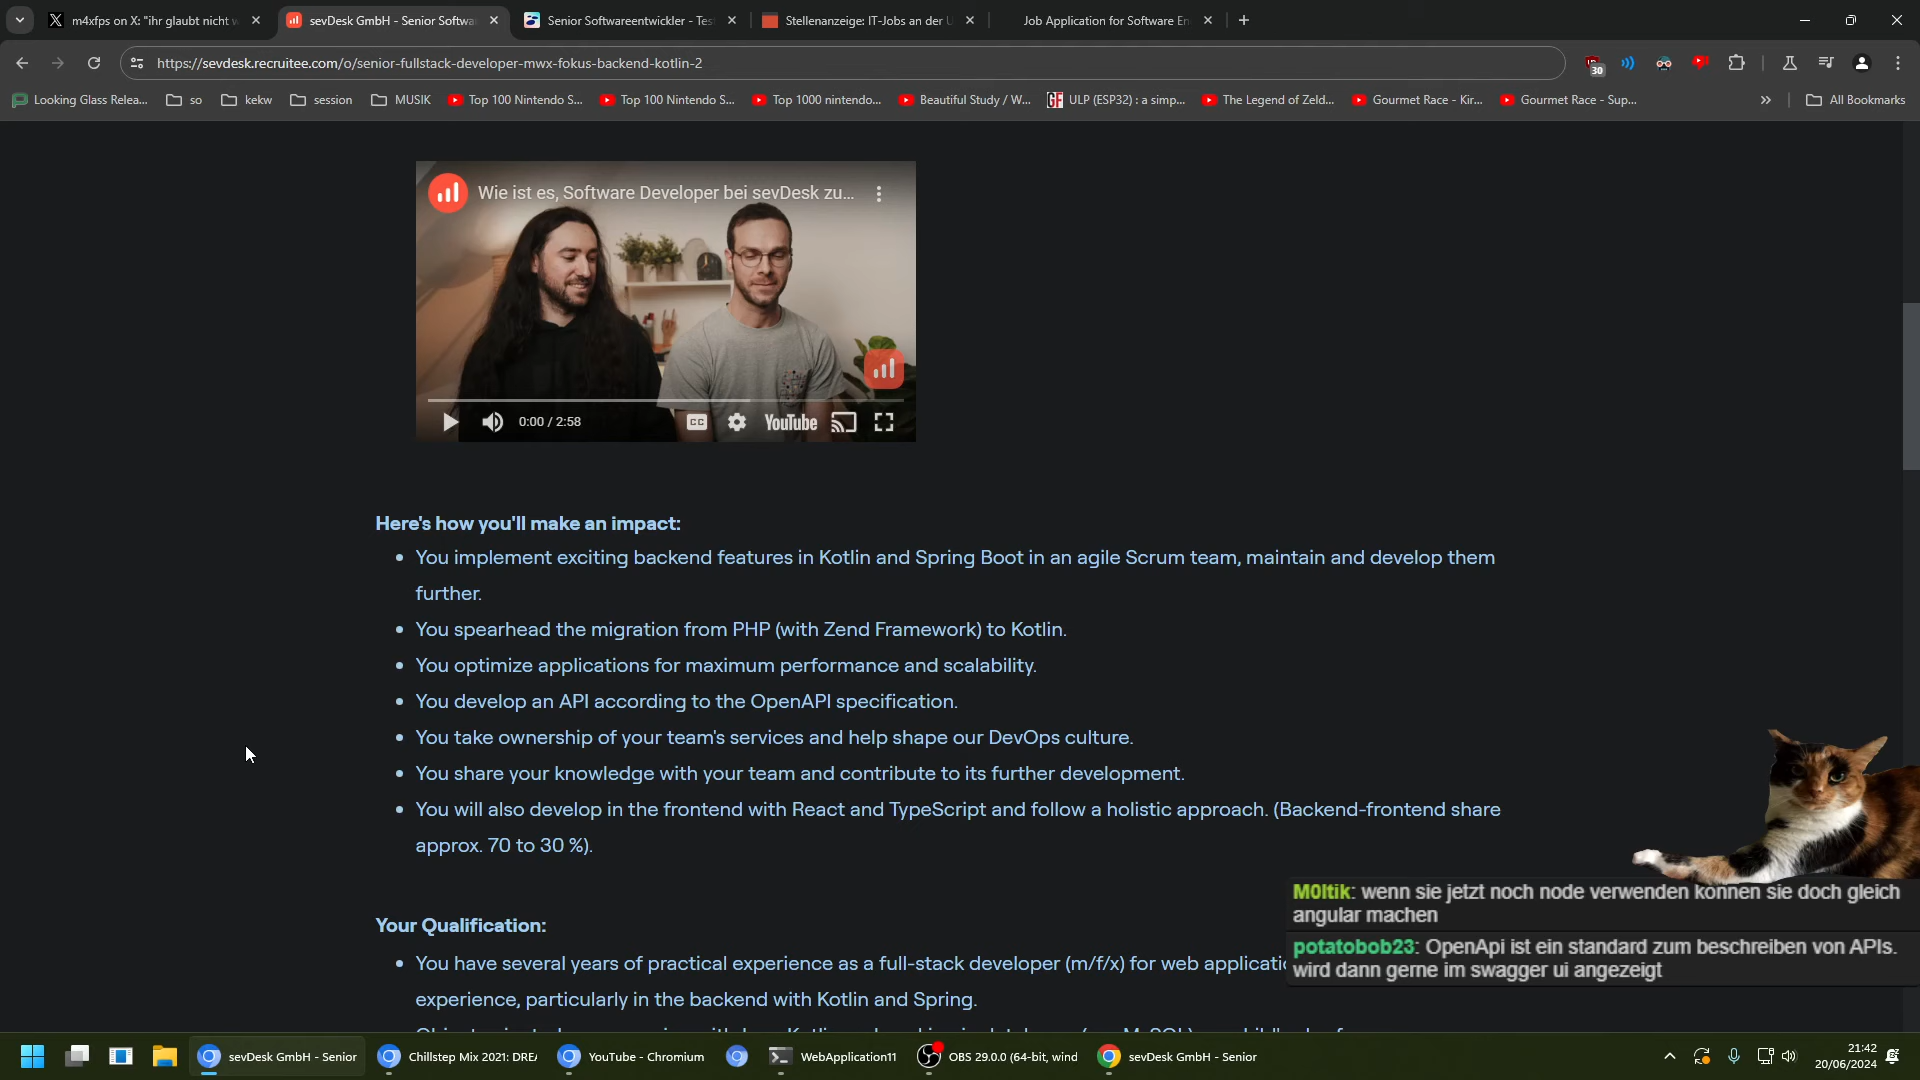 m4xfps on X: "ihr glaubt nicht w
sevDesk GmbH - Senior Softwa
Senior Softwareentwickler - Tes
Stellenanzeige: IT-Jobs an der U
Job Application for Software En
https://sevdesk.recruitee.com/o/senior-fullstack-developer-mwx-fokus-backend-kotlin-2
30
Looking Glass Relea...
so
kekw
session
MUSIK
Top 100 Nintendo S...
Top 100 Nintendo S...
Top 1000 nintendo...
Beautiful Study / W...
GF
ULP (ESP32) : a simp...
The Legend of Zeld...
Gourmet Race - Kir...
Gourmet Race - Sup...
All Bookmarks
Wie ist es, Software Developer bei sevDesk zu...
0:00 / 2:58
CC
YouTube
Here's how you'll make an impact:
You implement exciting backend features in Kotlin and Spring Boot in an agile Scrum team, maintain and develop them
further.
You spearhead the migration from PHP (with Zend Framework) to Kotlin.
You optimize applications for maximum performance and scalability.
You develop an API according to the OpenAPI specification.
You take ownership of your team's services and help shape our DevOps culture.
You share your knowledge with your team and contribute to its further development.
You will also develop in the frontend with React and TypeScript and follow a holistic approach. (Backend-frontend share
approx. 70 to 30 %).
Your Qualification:
You have several years of practical experience as a full-stack developer (m/f/x) for web applicatio
experience, particularly in the backend with Kotlin and Spring.
M0ltik: wenn sie jetzt noch node verwenden können sie doch gleich
angular machen
potatobob23: OpenApi ist ein standard zum beschreiben von APIs.
wird dann gerne im swagger ui angezeigt
sevDesk GmbH - Senior
Chillstep Mix 2021: DREA
YouTube - Chromium
WebApplication11
OBS 29.0.0 (64-bit, wind
sevDesk GmbH - Senior
21:42
20/06/2024